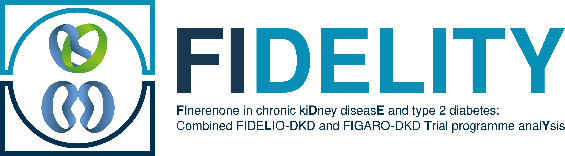 FIDELITY
FInerenone in chronic kiDney diseasE and type 2 diabetes:
Combined FIDELIO-DKD and FIGARO-DKD Trial programme analYsis